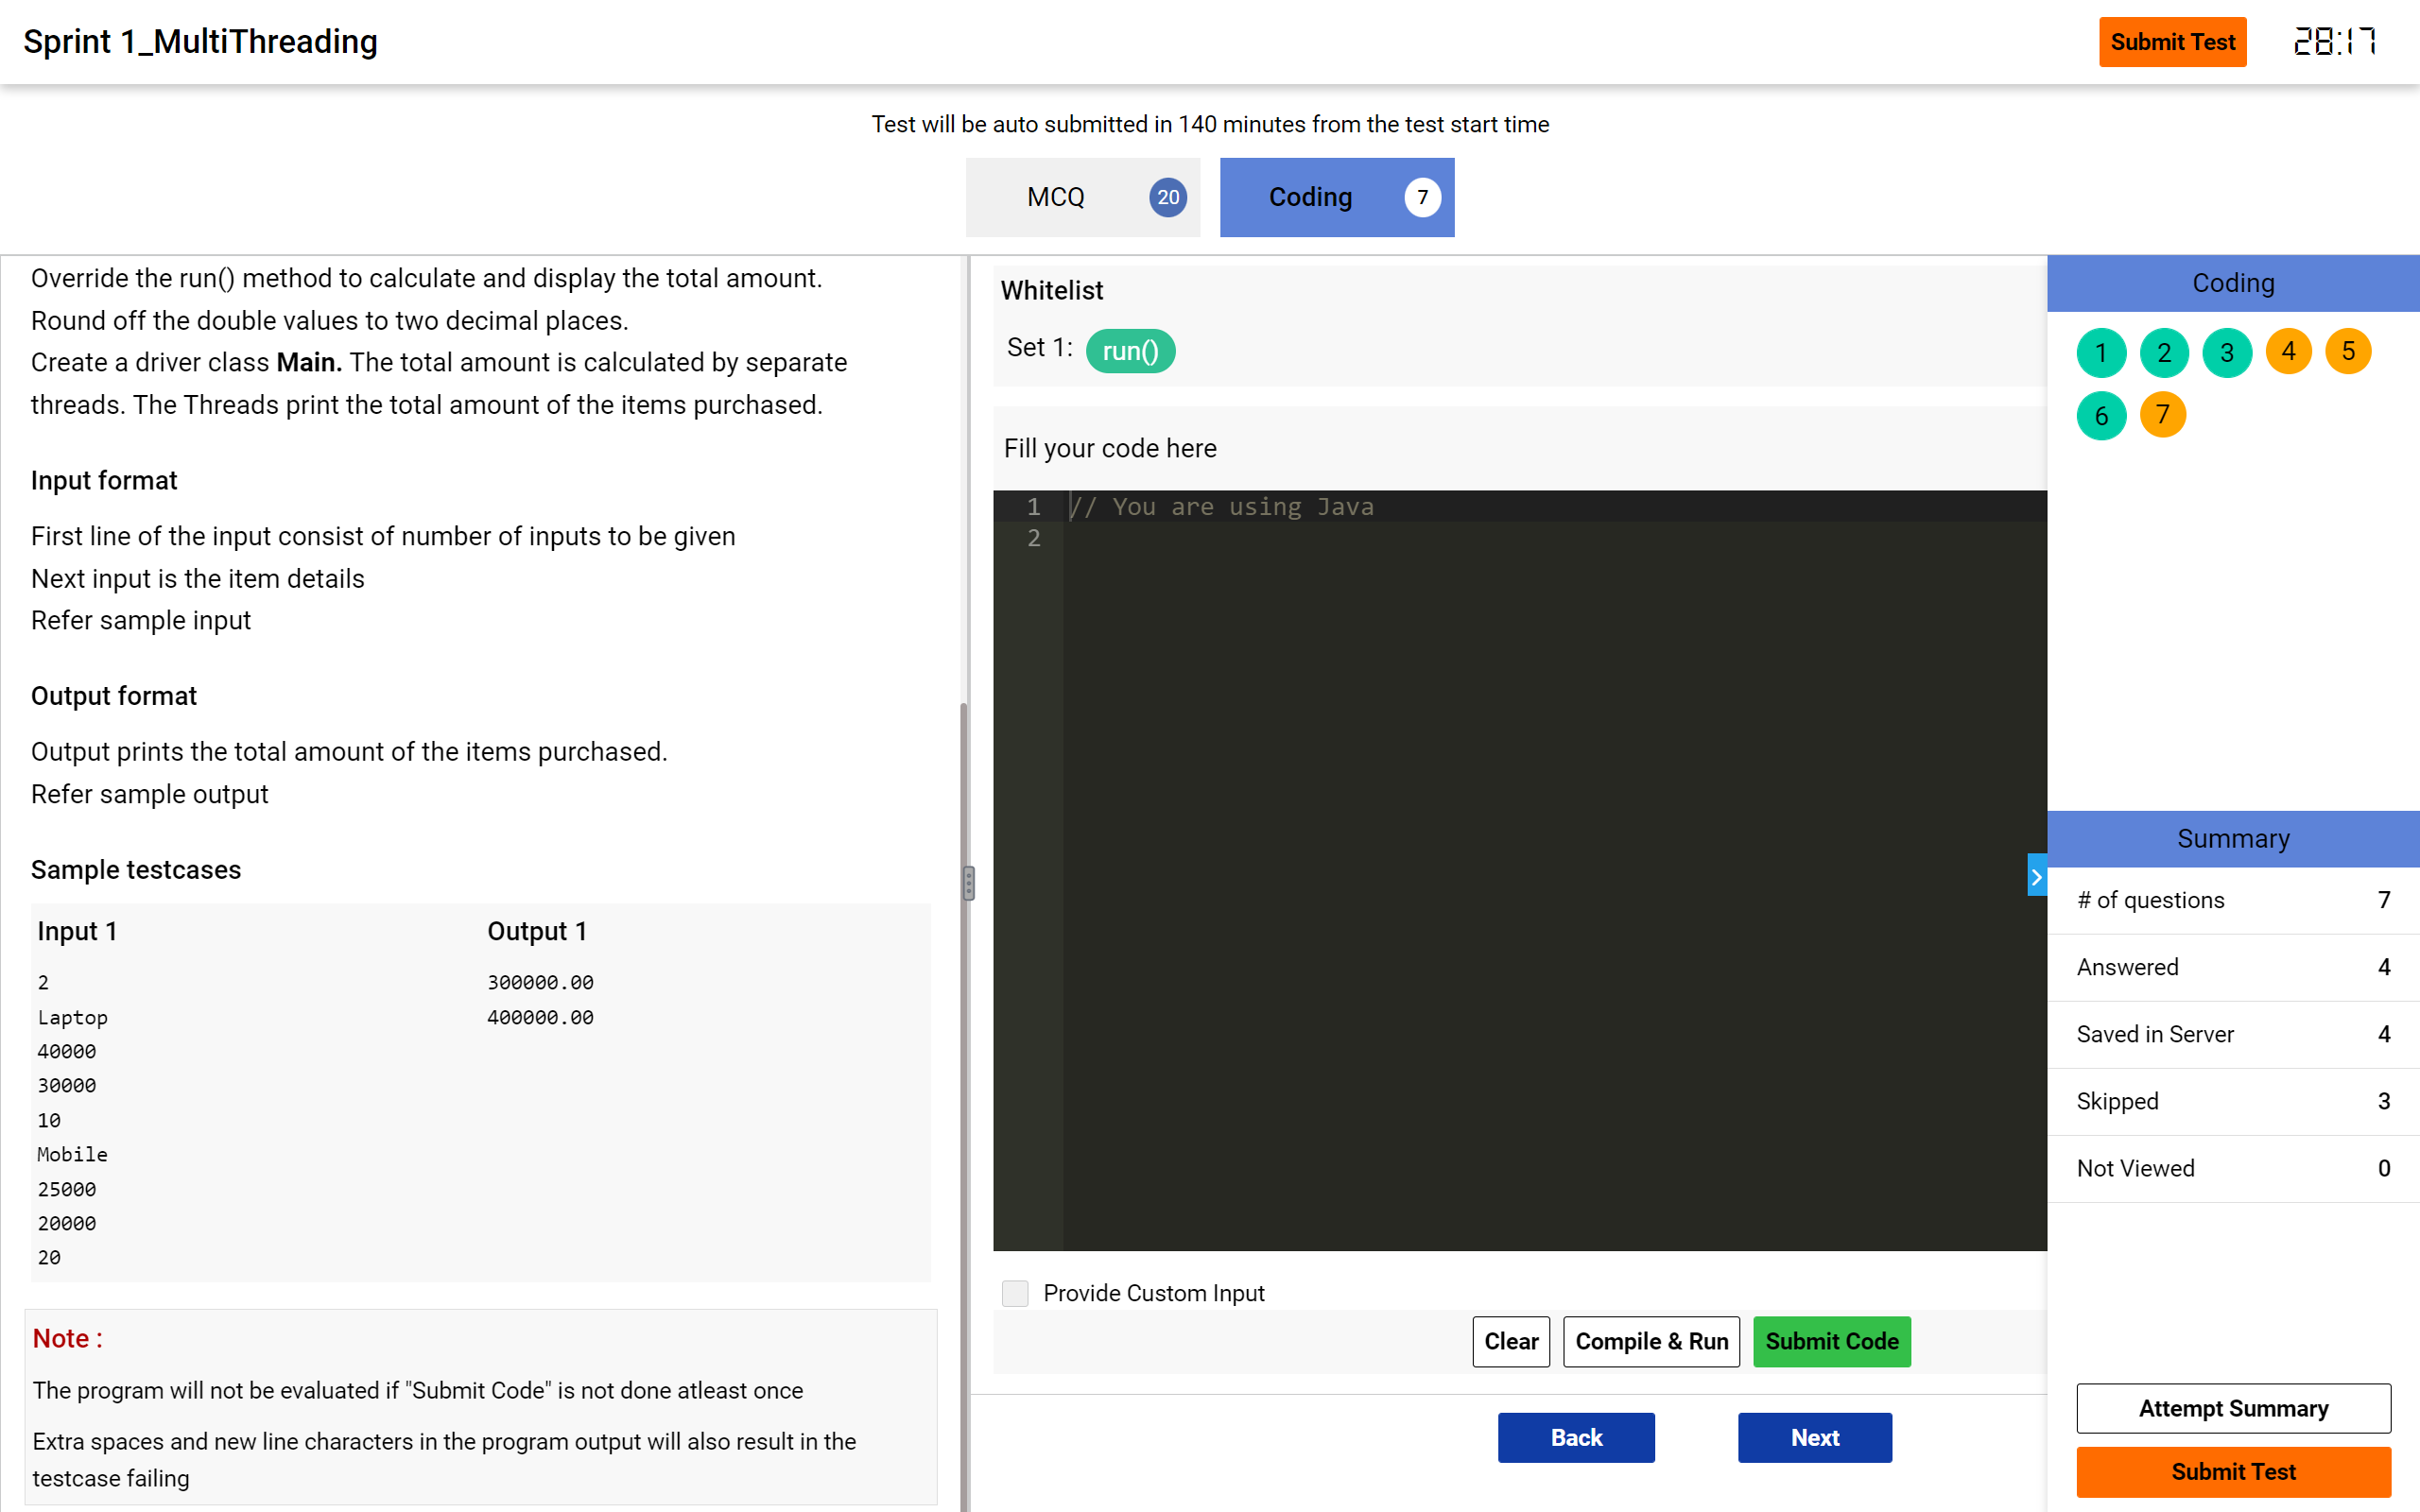 Sprint 1_MultiThreading
Submit Test
28:17
Test will be auto submitted in 140 minutes from the test start time
MCQ 20
Coding 7
Override the run() method to calculate and display the total amount.
Round off the double values to two decimal places.
Create a driver class Main. The total amount is calculated by separate
threads. The Threads print the total amount of the items purchased.
Input format
First line of the input consist of number of inputs to be given
Next input is the item details
Refer sample input
Output format
Output prints the total amount of the items purchased.
Refer sample output
Sample testcases
Input 1
Output 1
2
Laptop
40000
30000
10
Mobile
25000
20000
20
300000.00
400000.00
Note :
The program will not be evaluated if "Submit Code" is not done atleast once
Extra spaces and new line characters in the program output will also result in the
testcase failing
Whitelist
Set 1: run()
Fill your code here
1 // You are using Java
2
Provide Custom Input
Clear
Compile & Run
Submit Code
Back
Next
Coding
1 2 3 4 5
6 7
Summary
# of questions 7
Answered 4
Saved in Server 4
Skipped 3
Not Viewed 0
Attempt Summary
Submit Test